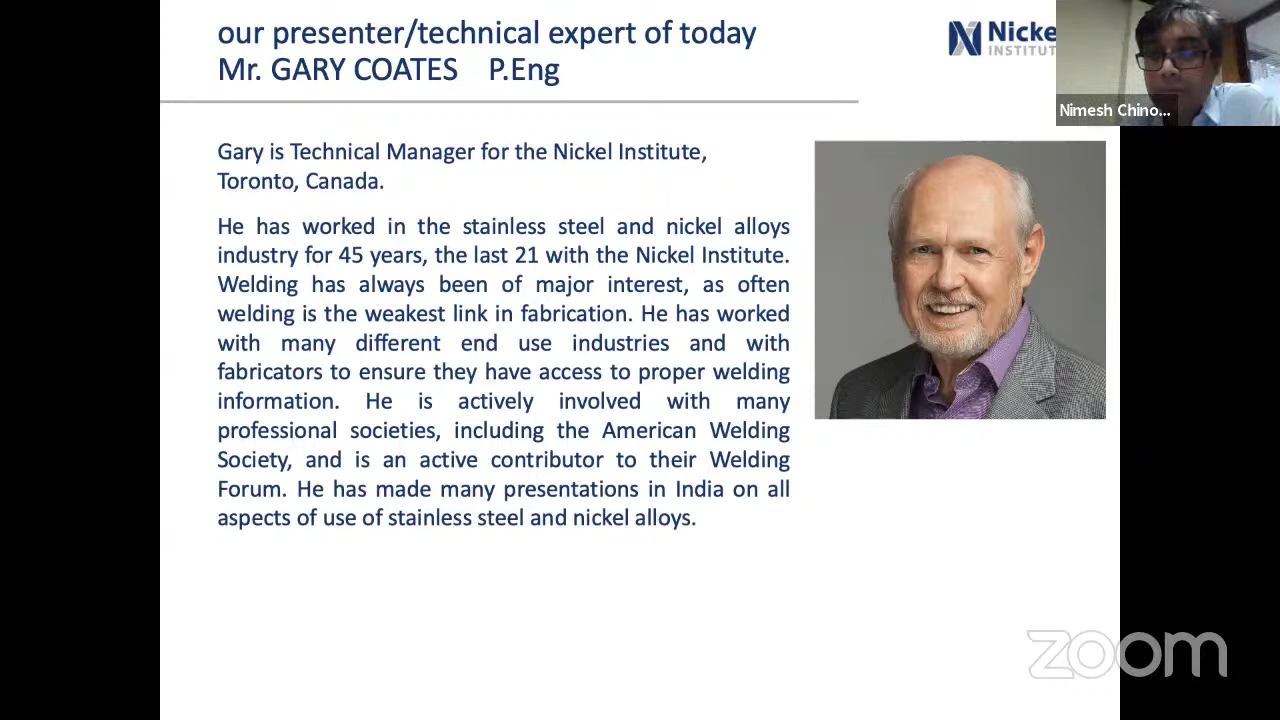 our presenter/technical expert of today
Mr. GARY COATES P.Eng
Nicke
INSTITUT
Nimesh Chino...
Gary is Technical Manager for the Nickel Institute,
Toronto, Canada.
He has worked in the stainless steel and nickel alloys
industry for 45 years, the last 21 with the Nickel Institute.
Welding has always been of major interest, as often
welding is the weakest link in fabrication. He has worked
with many different end use industries and with
fabricators to ensure they have access to proper welding
information. He is actively involved with many
professional societies, including the American Welding
Society, and is an active contributor to their Welding
Forum. He has made many presentations in India on all
aspects of use of stainless steel and nickel alloys.
zoom